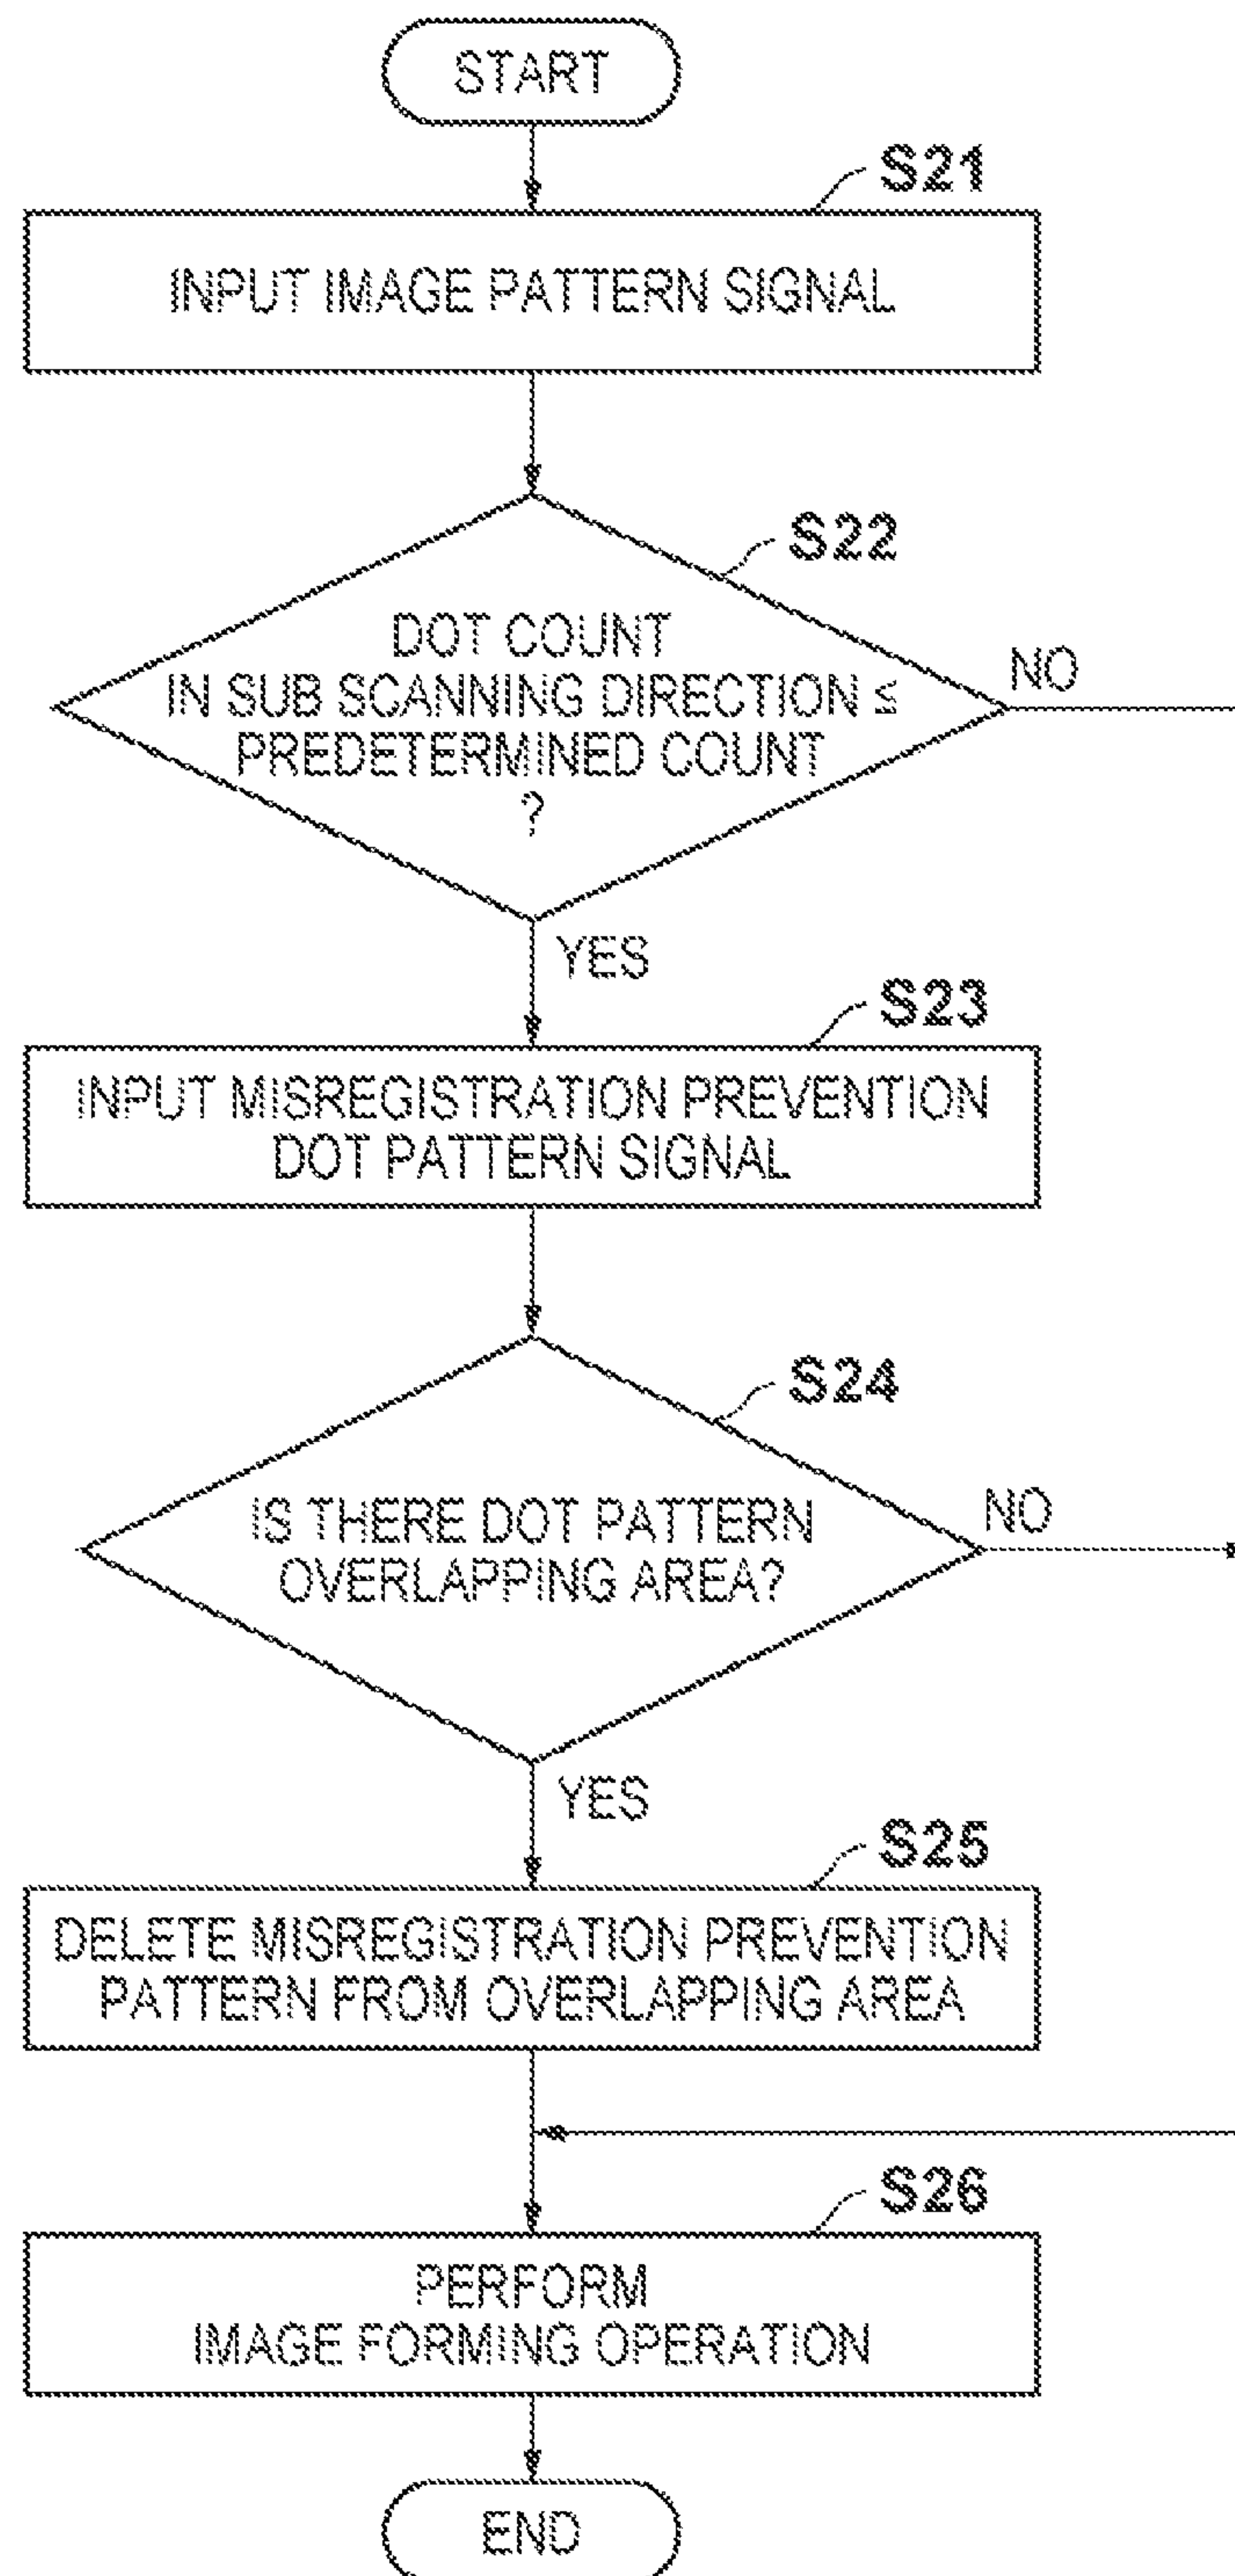 START
S21
INPUT IMAGE PATTERN SIGNAL
S22
DOT COUNT
IN SUB SCANNING DIRECTION ≤
PREDETERMINED COUNT
?
NO
YES
S23
INPUT MISREGISTRATION PREVENTION
DOT PATTERN SIGNAL
S24
IS THERE DOT PATTERN
OVERLAPPING AREA?
NO
YES
S25
DELETE MISREGISTRATION PREVENTION
PATTERN FROM OVERLAPPING AREA
S26
PERFORM
IMAGE FORMING OPERATION
END